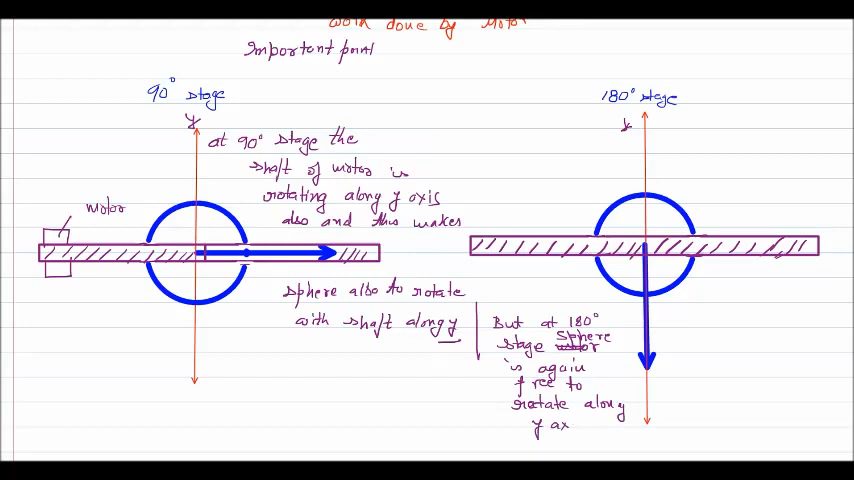 work done by Motor
Important point
90° stage
y
at 90° stage the
shaft of motor is
rotating along y axis
also and this makes
motor
sphere also to rotate
with shaft along y
180° stage
y
But at 180°
stage sphere
is again
free to
rotate along
y ax